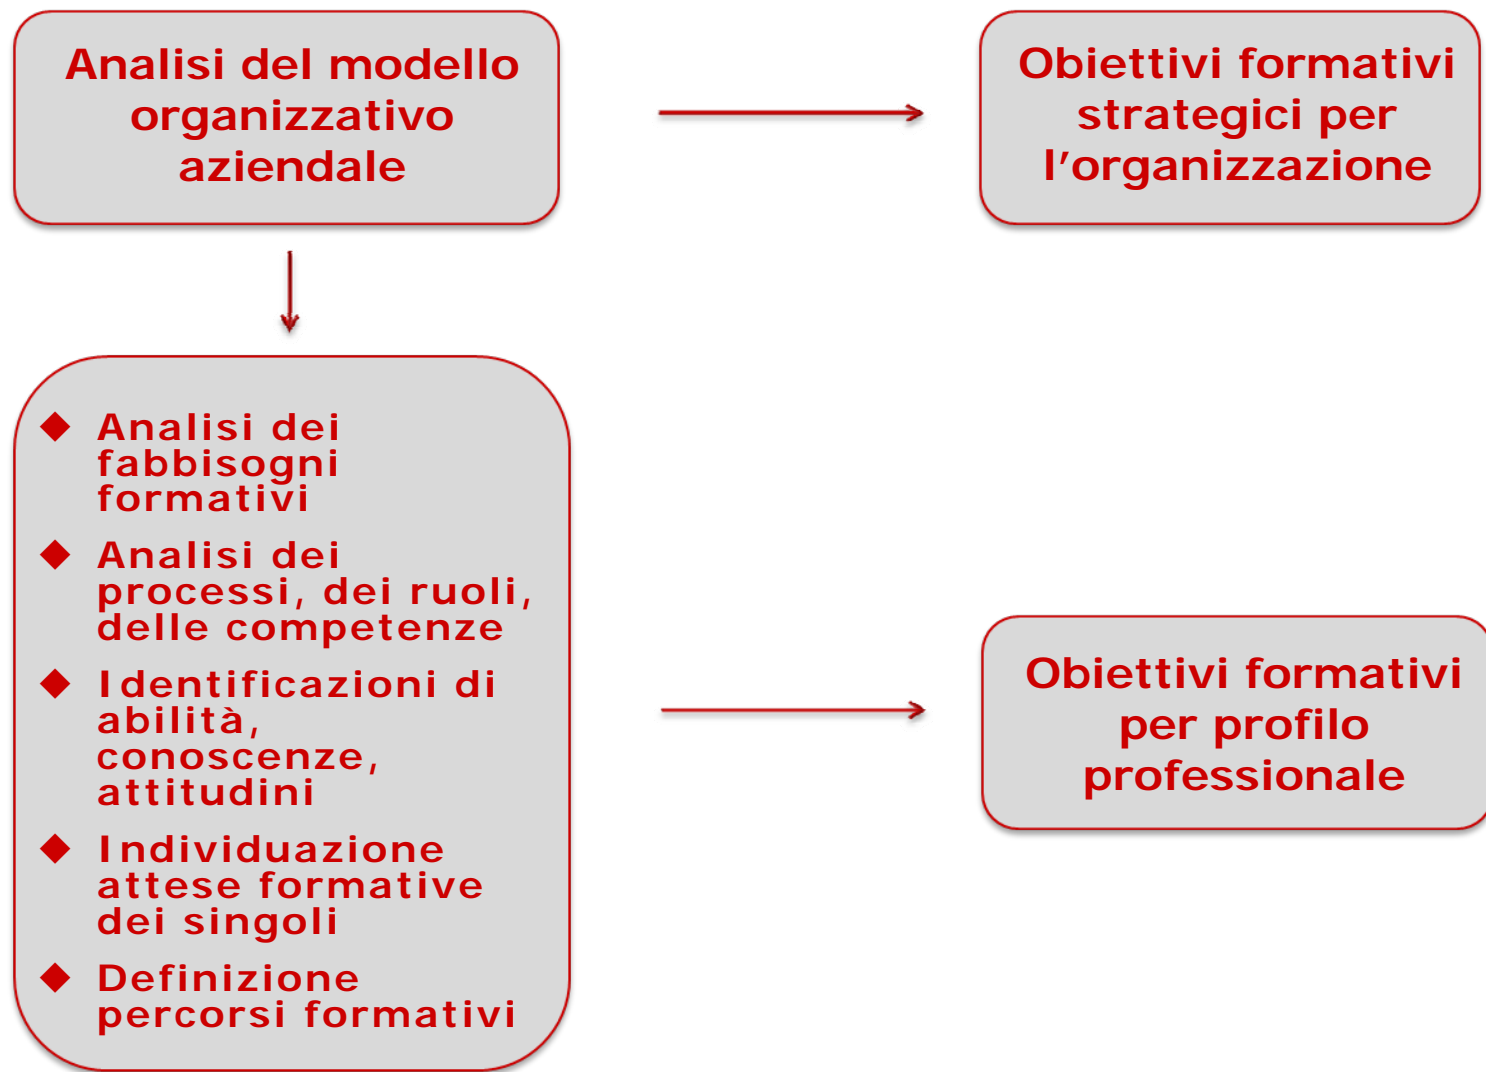 Analisi del modello
organizzativo
aziendale
Obiettivi formativi
strategici per
l'organizzazione
◆ Analisi dei
fabbisogni
formativi
◆ Analisi dei
processi, dei ruoli,
delle competenze
◆ Identificazioni di
abilità,
conoscenze,
attitudini
◆ Individuazione
attese formative
dei singoli
◆ Definizione
percorsi formativi
Obiettivi formativi
per profilo
professionale